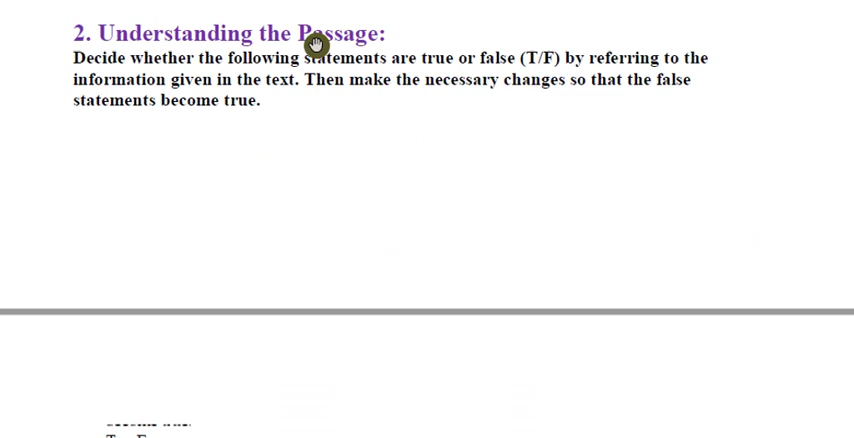 2. Understanding the Passage:
Decide whether the following statements are true or false (T/F) by referring to the
information given in the text. Then make the necessary changes so that the false
statements become true.